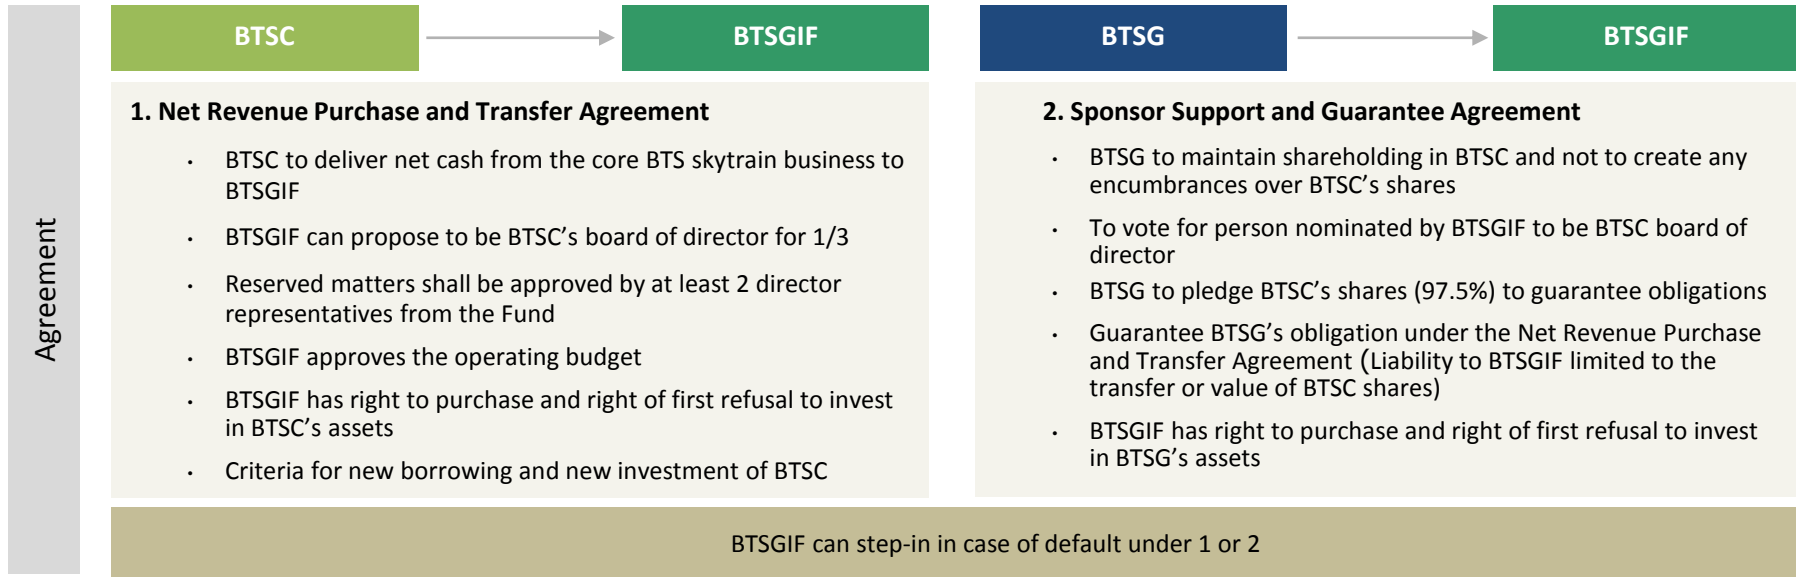 Agreement
BTSC
BTSGIF
1. Net Revenue Purchase and Transfer Agreement
• BTSC to deliver net cash from the core BTS skytrain business to
BTSGIF
• BTSGIF can propose to be BTSC’s board of director for 1/3
• Reserved matters shall be approved by at least 2 director
representatives from the Fund
• BTSGIF approves the operating budget
• BTSGIF has right to purchase and right of first refusal to invest
in BTSC’s assets
• Criteria for new borrowing and new investment of BTSC
BTSG
BTSGIF
2. Sponsor Support and Guarantee Agreement
• BTSG to maintain shareholding in BTSC and not to create any
encumbrances over BTSC’s shares
• To vote for person nominated by BTSGIF to be BTSC board of
director
• BTSG to pledge BTSC’s shares (97.5%) to guarantee obligations
• Guarantee BTSG’s obligation under the Net Revenue Purchase
and Transfer Agreement (Liability to BTSGIF limited to the
transfer or value of BTSC shares)
• BTSGIF has right to purchase and right of first refusal to invest
in BTSG’s assets
BTSGIF can step-in in case of default under 1 or 2